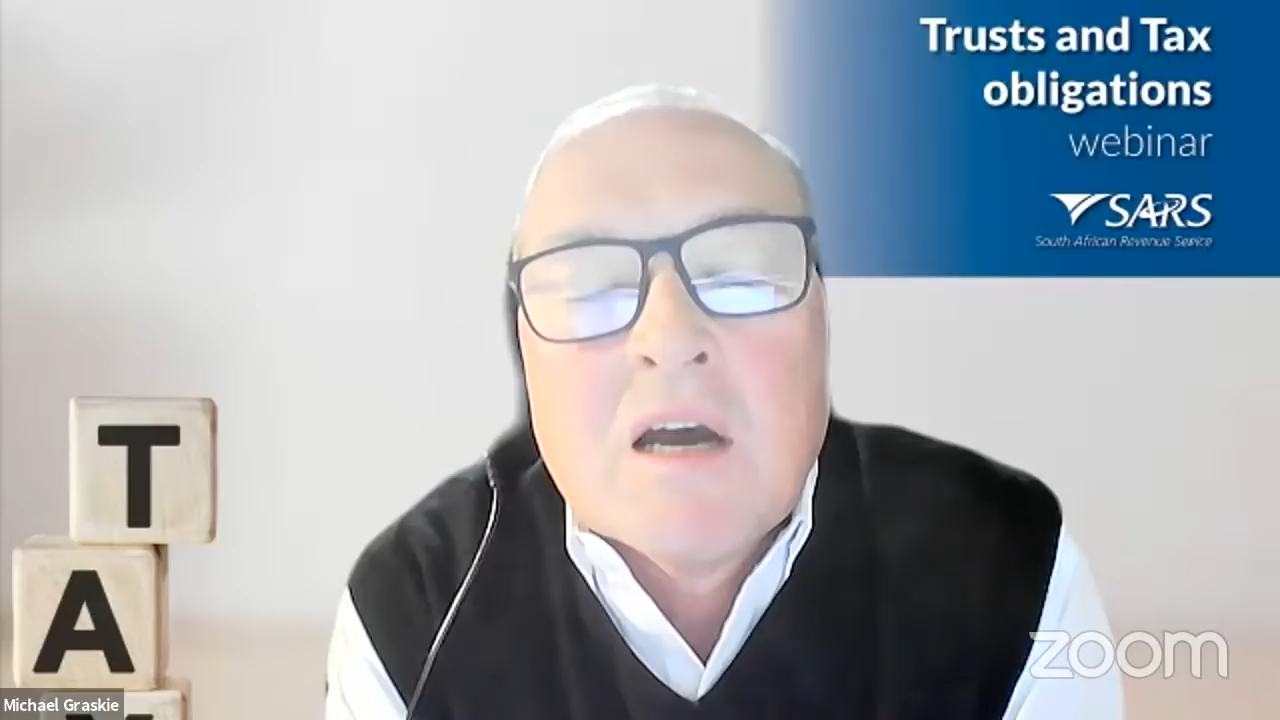 Trusts and Tax
obligations
webinar
SARS
South African Revenue Service
T
A
zoom
Michael Graskie